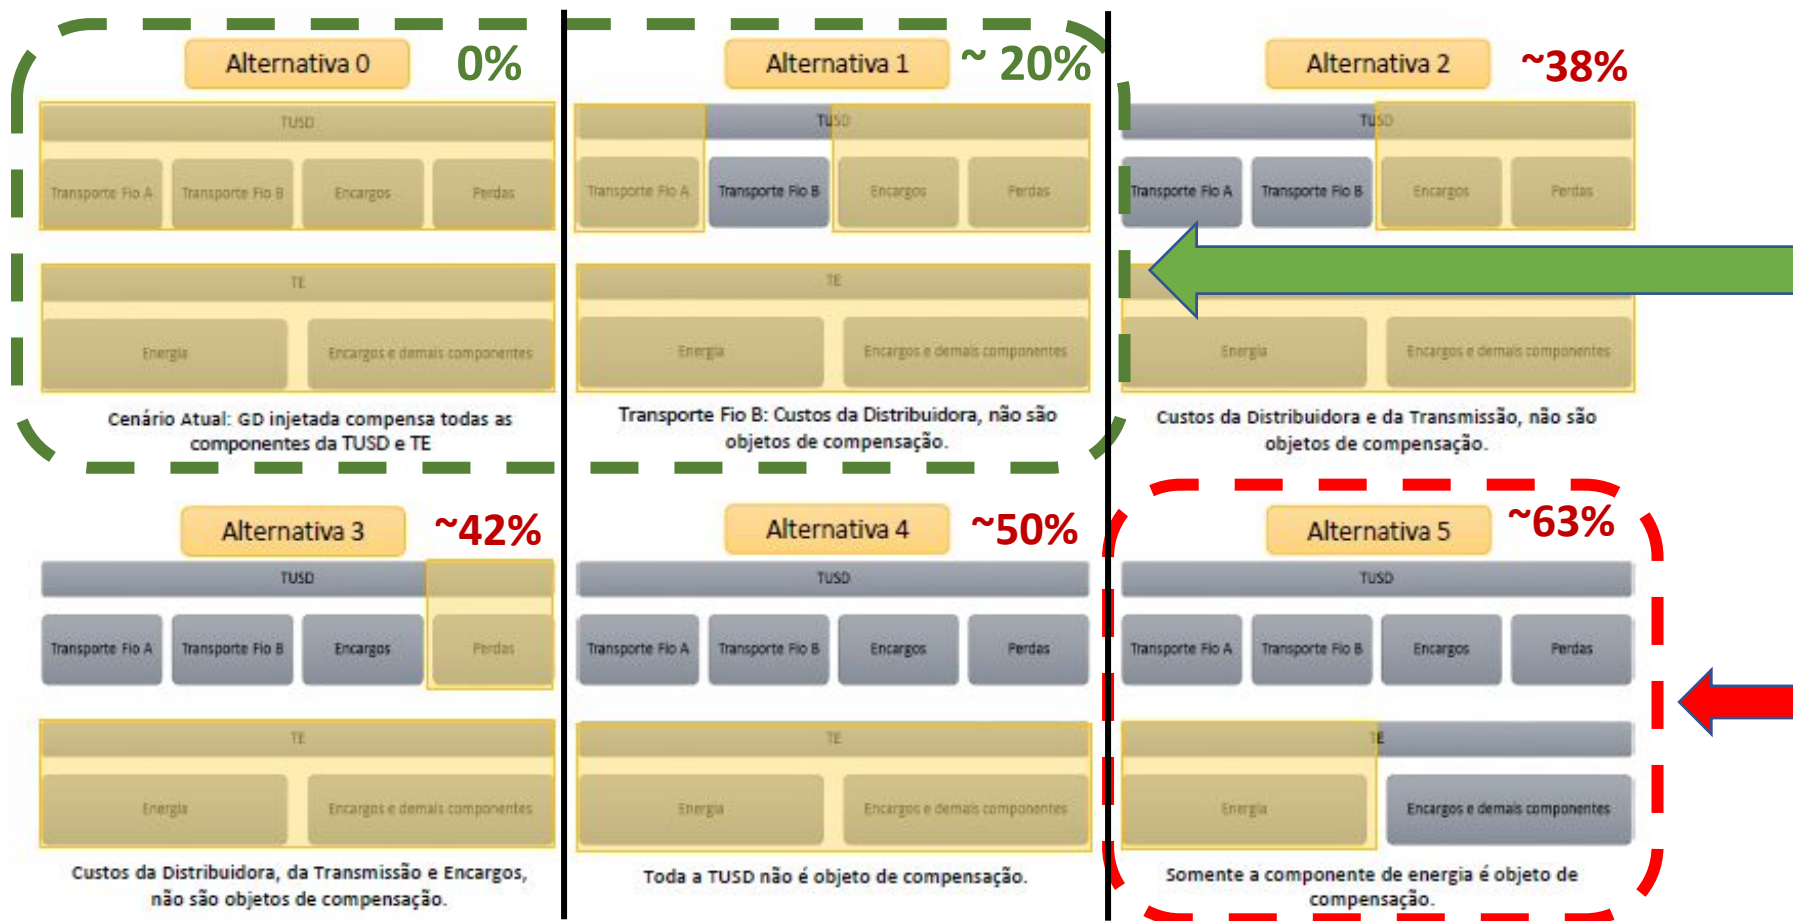 Alternativa 0
0%
TUSD
Transporte Fio A
Transporte Fio B
Encargos
Perdas
TE
Energia
Encargos e demais componentes
Cenário Atual: GD injetada compensa todas as
componentes da TUSD e TE
Alternativa 1
~ 20%
TUSD
Transporte Fio A
Transporte Fio B
Encargos
Perdas
TE
Energia
Encargos e demais componentes
Transporte Fio B: Custos da Distribuidora, não são
objetos de compensação.
Alternativa 2
~38%
TUSD
Transporte Fio A
Transporte Fio B
Encargos
Perdas
Energia
Encargos e demais componentes
Custos da Distribuidora e da Transmissão, não são
objetos de compensação.
Alternativa 3
~42%
TUSD
Transporte Fio A
Transporte Fio B
Encargos
Perdas
TE
Energia
Encargos e demais componentes
Custos da Distribuidora, da Transmissão e Encargos,
não são objetos de compensação.
Alternativa 4
~50%
TUSD
Transporte Fio A
Transporte Fio B
Encargos
Perdas
TE
Energia
Encargos e demais componentes
Toda a TUSD não é objeto de compensação.
Alternativa 5
~63%
TUSD
Transporte Fio A
Transporte Fio B
Encargos
Perdas
TE
Energia
Encargos e demais componentes
Somente a componente de energia é objeto de
compensação.